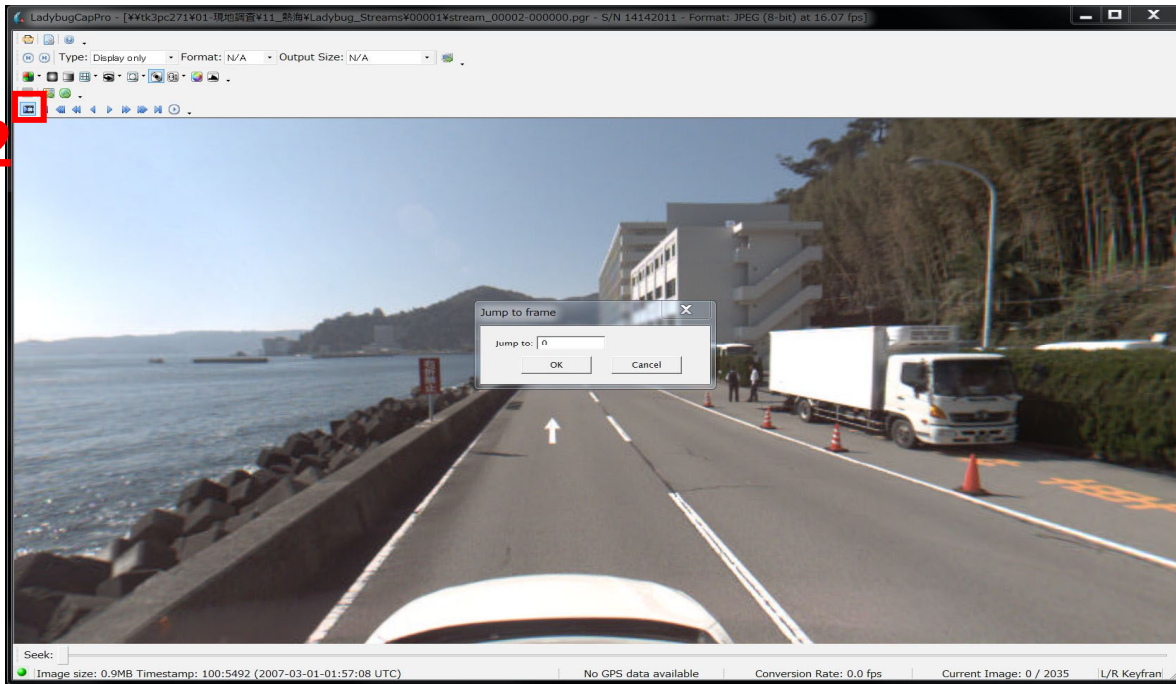 LadybugCapPro - [¥¥tk3pc271¥01-現地調査¥11_熱海¥Ladybug_Streams¥00001¥stream_00002-000000.pgr - S/N 14142011 - Format: JPEG (8-bit) at 16.07 fps]
Type: Display only Format: N/A Output Size: N/A
Jump to frame
Jump to: 0
OK Cancel
Seek:
Image size: 0.9MB Timestamp: 100:5492 (2007-03-01-01:57:08 UTC) No GPS data available Conversion Rate: 0.0 fps Current Image: 0 / 2035 L/R Keyfran